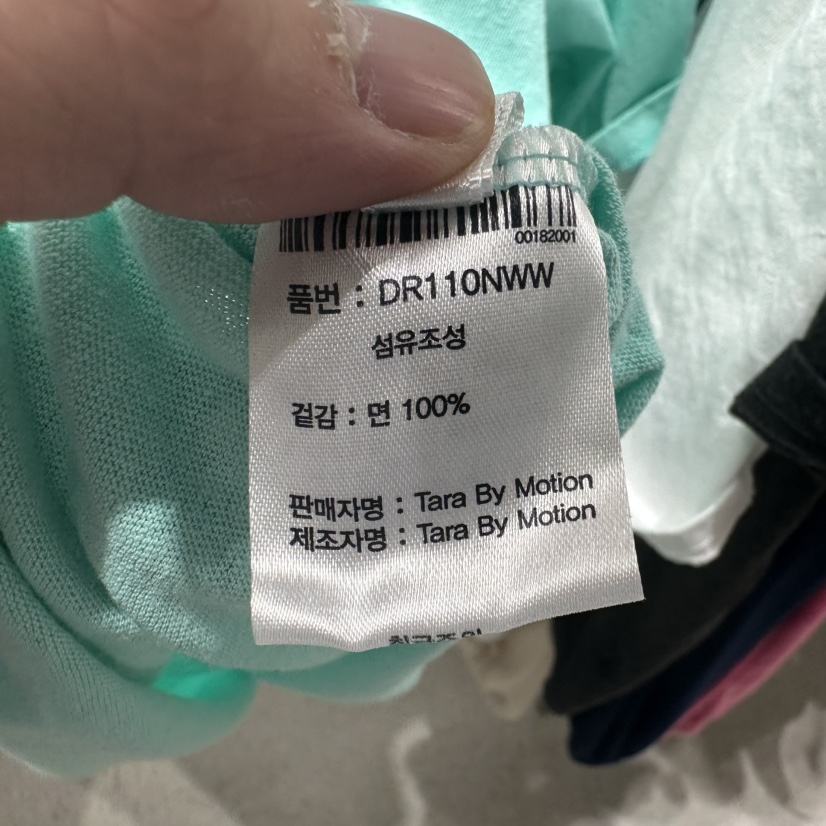 00182001
품번 : DR110NWW
섬유조성
겉감 : 면 100%
판매자명 : Tara By Motion
제조자명 : Tara By Motion